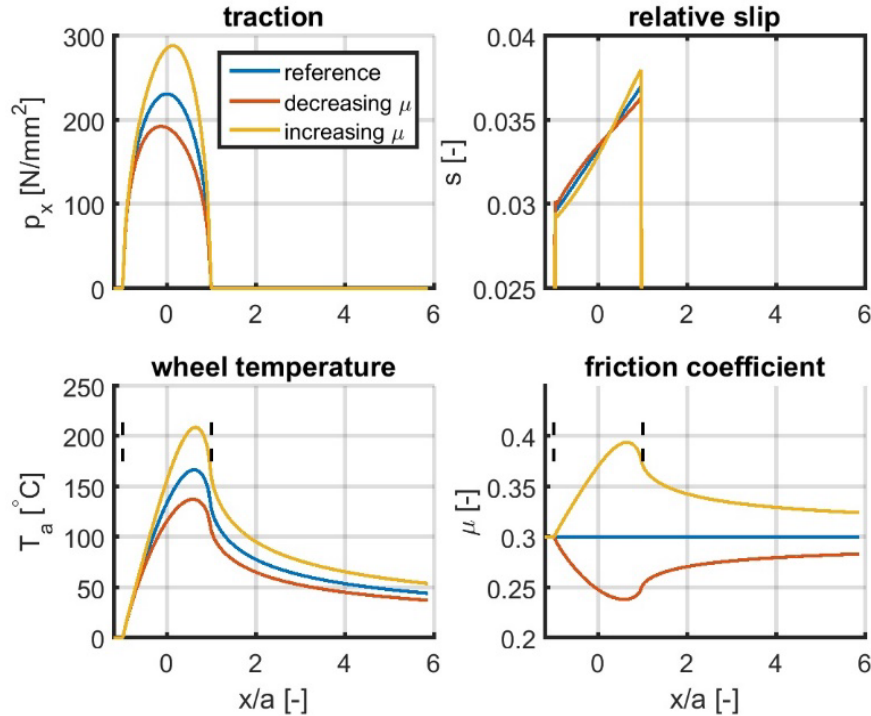 traction
300
200
100
0
p_x [N/mm^2]
reference
decreasing μ
increasing μ
0 2 4 6
relative slip
0.04
0.035
0.03
0.025
s [-]
0 2 4 6
wheel temperature
250
200
150
100
50
0
T_a [°C]
0 2 4 6
x/a [-]
friction coefficient
0.4
0.35
0.3
0.25
0.2
μ [-]
0 2 4 6
x/a [-]